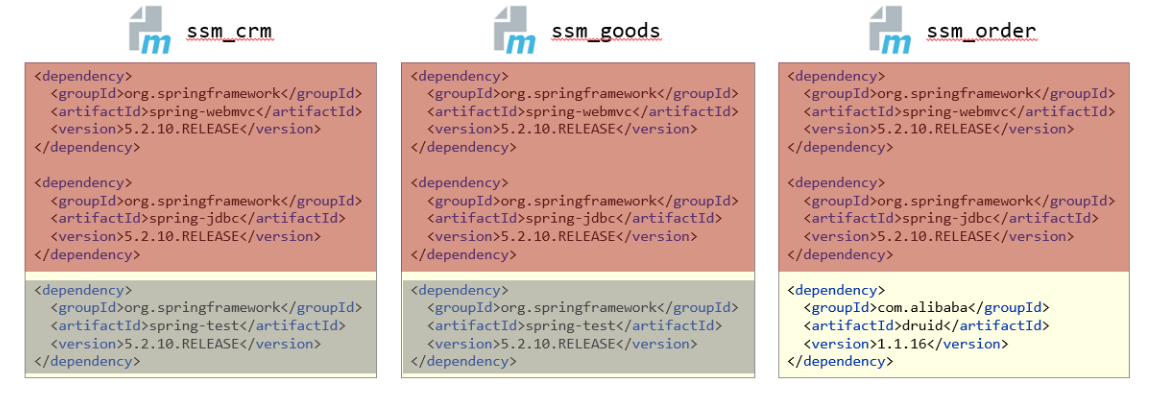 ssm_crm
<dependency>
  <groupId>org.springframework</groupId>
  <artifactId>spring-webmvc</artifactId>
  <version>5.2.10.RELEASE</version>
</dependency>
<dependency>
  <groupId>org.springframework</groupId>
  <artifactId>spring-jdbc</artifactId>
  <version>5.2.10.RELEASE</version>
</dependency>
<dependency>
  <groupId>org.springframework</groupId>
  <artifactId>spring-test</artifactId>
  <version>5.2.10.RELEASE</version>
</dependency>
ssm_goods
<dependency>
  <groupId>org.springframework</groupId>
  <artifactId>spring-webmvc</artifactId>
  <version>5.2.10.RELEASE</version>
</dependency>
<dependency>
  <groupId>org.springframework</groupId>
  <artifactId>spring-jdbc</artifactId>
  <version>5.2.10.RELEASE</version>
</dependency>
<dependency>
  <groupId>org.springframework</groupId>
  <artifactId>spring-test</artifactId>
  <version>5.2.10.RELEASE</version>
</dependency>
ssm_order
<dependency>
  <groupId>org.springframework</groupId>
  <artifactId>spring-webmvc</artifactId>
  <version>5.2.10.RELEASE</version>
</dependency>
<dependency>
  <groupId>org.springframework</groupId>
  <artifactId>spring-jdbc</artifactId>
  <version>5.2.10.RELEASE</version>
</dependency>
<dependency>
  <groupId>com.alibaba</groupId>
  <artifactId>druid</artifactId>
  <version>1.1.16</version>
</dependency>
m
m
m